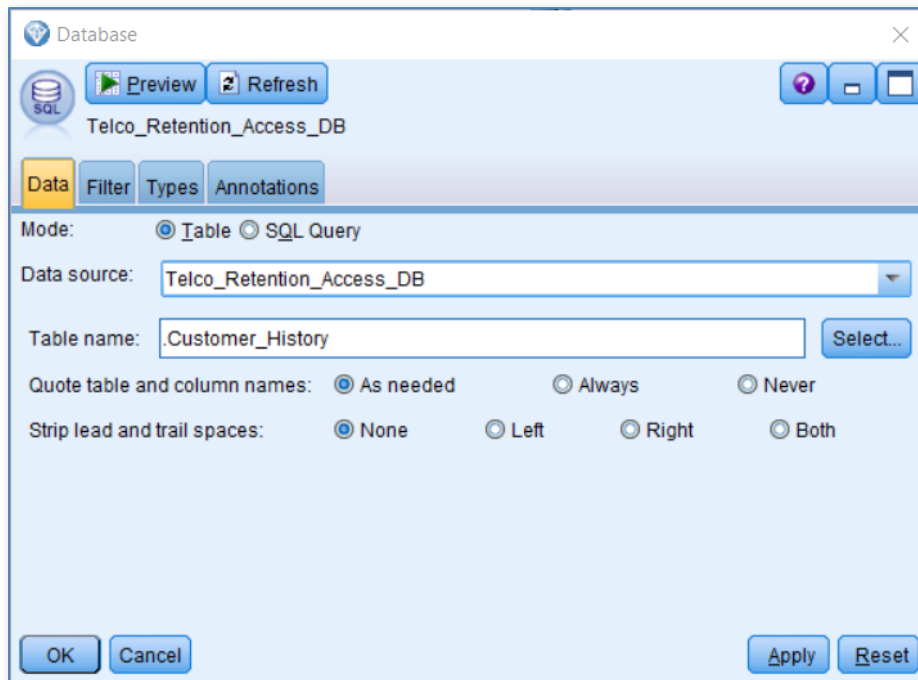 Database
Preview Refresh ?
SQL
Telco_Retention_Access_DB
Data Filter Types Annotations
Mode: Table SQL Query
Data source: Telco_Retention_Access_DB
Table name: .Customer_History Select...
Quote table and column names: As needed Always Never
Strip lead and trail spaces: None Left Right Both
OK Cancel Apply Reset